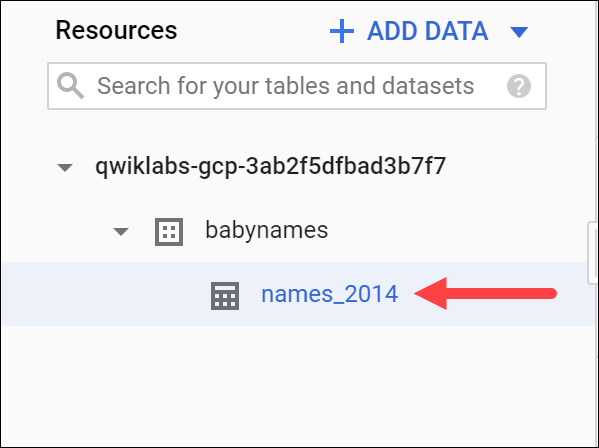 Resources + ADD DATA
Search for your tables and datasets ?
qwiklabs-gcp-3ab2f5dfbad3b7f7
babynames
names_2014